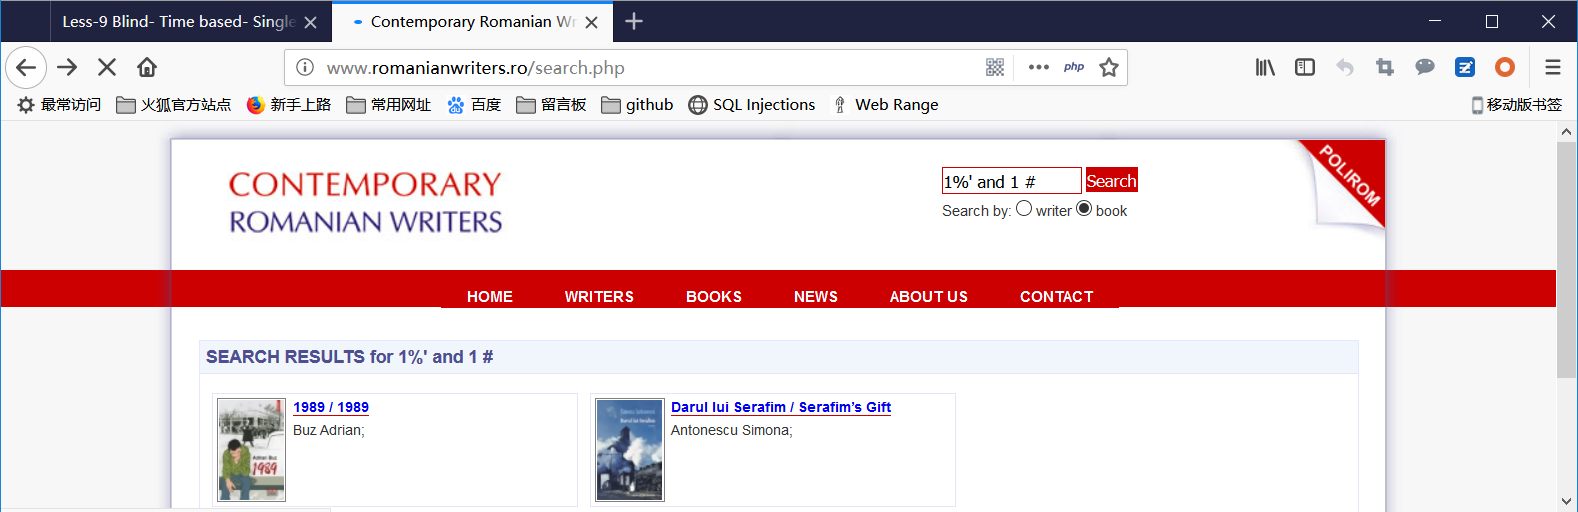 Less-9 Blind- Time based- Single
Contemporary Romanian Wr
www.romanianwriters.ro/search.php
php
最常访问 火狐官方站点 新手上路 常用网址 百度 留言板 github SQL Injections Web Range 移动版书签
CONTEMPORARY
ROMANIAN WRITERS
1%' and 1 # Search
Search by: writer book
POLIROM
HOME WRITERS BOOKS NEWS ABOUT US CONTACT
SEARCH RESULTS for 1%' and 1 #
1989 / 1989
Buz Adrian;
Adrian Buz
1989
Darul lui Serafim / Serafim’s Gift
Antonescu Simona;